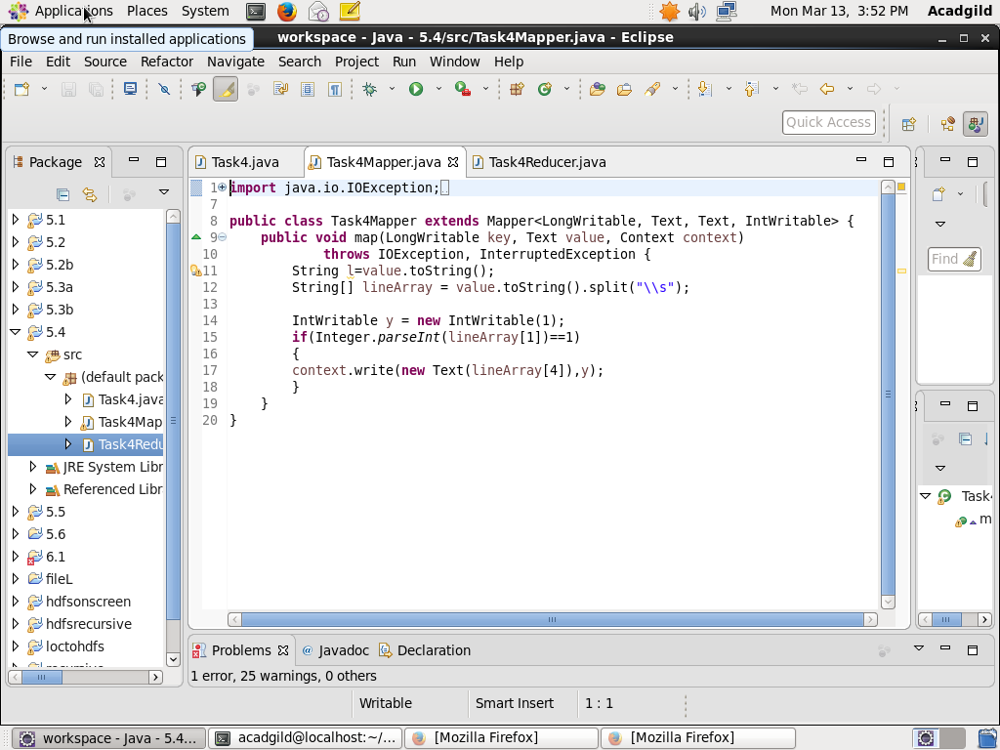 Applications Places System Mon Mar 13, 3:52 PM Acadgild
Browse and run installed applications
workspace - Java - 5.4/src/Task4Mapper.java - Eclipse
File Edit Source Refactor Navigate Search Project Run Window Help
Quick Access
Package
Task4.java Task4Mapper.java Task4Reducer.java
5.1
5.2
5.2b
5.3a
5.3b
5.4
src
(default pack
Task4.java
Task4Map
Task4Redu
JRE System Libr
Referenced Libr
5.5
5.6
6.1
fileL
hdfsonscreen
hdfsrecursive
loctohdfs
recursive
1 import java.io.IOException;
7
8 public class Task4Mapper extends Mapper<LongWritable, Text, Text, IntWritable> {
9 public void map(LongWritable key, Text value, Context context)
10 throws IOException, InterruptedException {
11 String l=value.toString();
12 String[] lineArray = value.toString().split("\\s");
13
14 IntWritable y = new IntWritable(1);
15 if(Integer.parseInt(lineArray[1])==1)
16 {
17 context.write(new Text(lineArray[4]),y);
18 }
19 }
20 }
Find
Task4
m
Problems @ Javadoc Declaration
1 error, 25 warnings, 0 others
Writable Smart Insert 1 : 1
workspace - Java - 5.4... acadgild@localhost:~/... [Mozilla Firefox] [Mozilla Firefox]